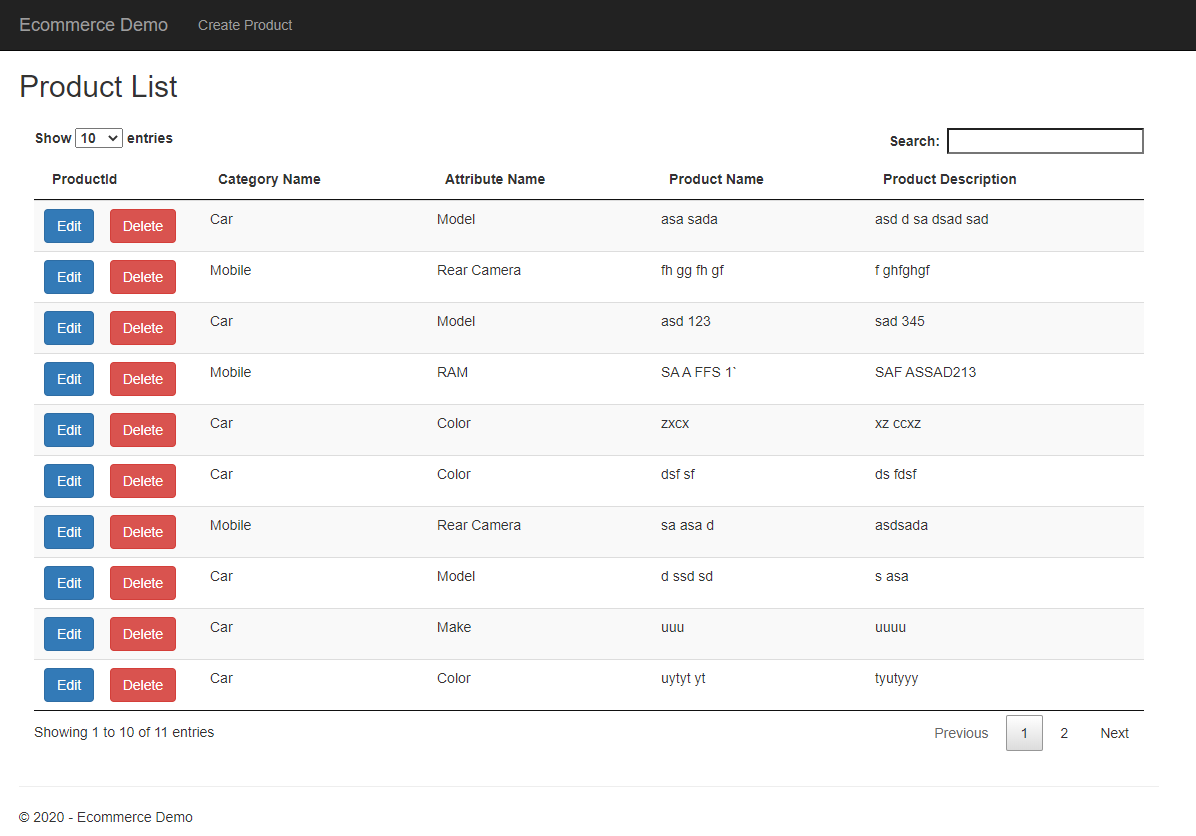 Ecommerce Demo Create Product
Product List
Show 10 entries Search:
ProductId Category Name Attribute Name Product Name Product Description
Edit Delete Car Model asa sada asd d sa dsad sad
Edit Delete Mobile Rear Camera fh gg fh gf f ghfghgf
Edit Delete Car Model asd 123 sad 345
Edit Delete Mobile RAM SA A FFS 1` SAF ASSAD213
Edit Delete Car Color zxcx xz ccxz
Edit Delete Car Color dsf sf ds fdsf
Edit Delete Mobile Rear Camera sa asa d asdsada
Edit Delete Car Model d ssd sd s asa
Edit Delete Car Make uuu uuuu
Edit Delete Car Color uytyt yt tyutyyy
Showing 1 to 10 of 11 entries Previous 1 2 Next
© 2020 - Ecommerce Demo